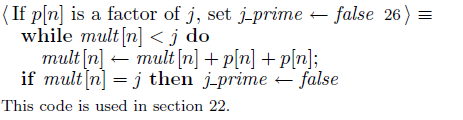 ⟨ If p[n] is a factor of j, set j_prime ← false 26 ⟩ ≡
while mult[n] < j do
mult[n] ← mult[n] + p[n] + p[n];
if mult[n] = j then j_prime ← false
This code is used in section 22.